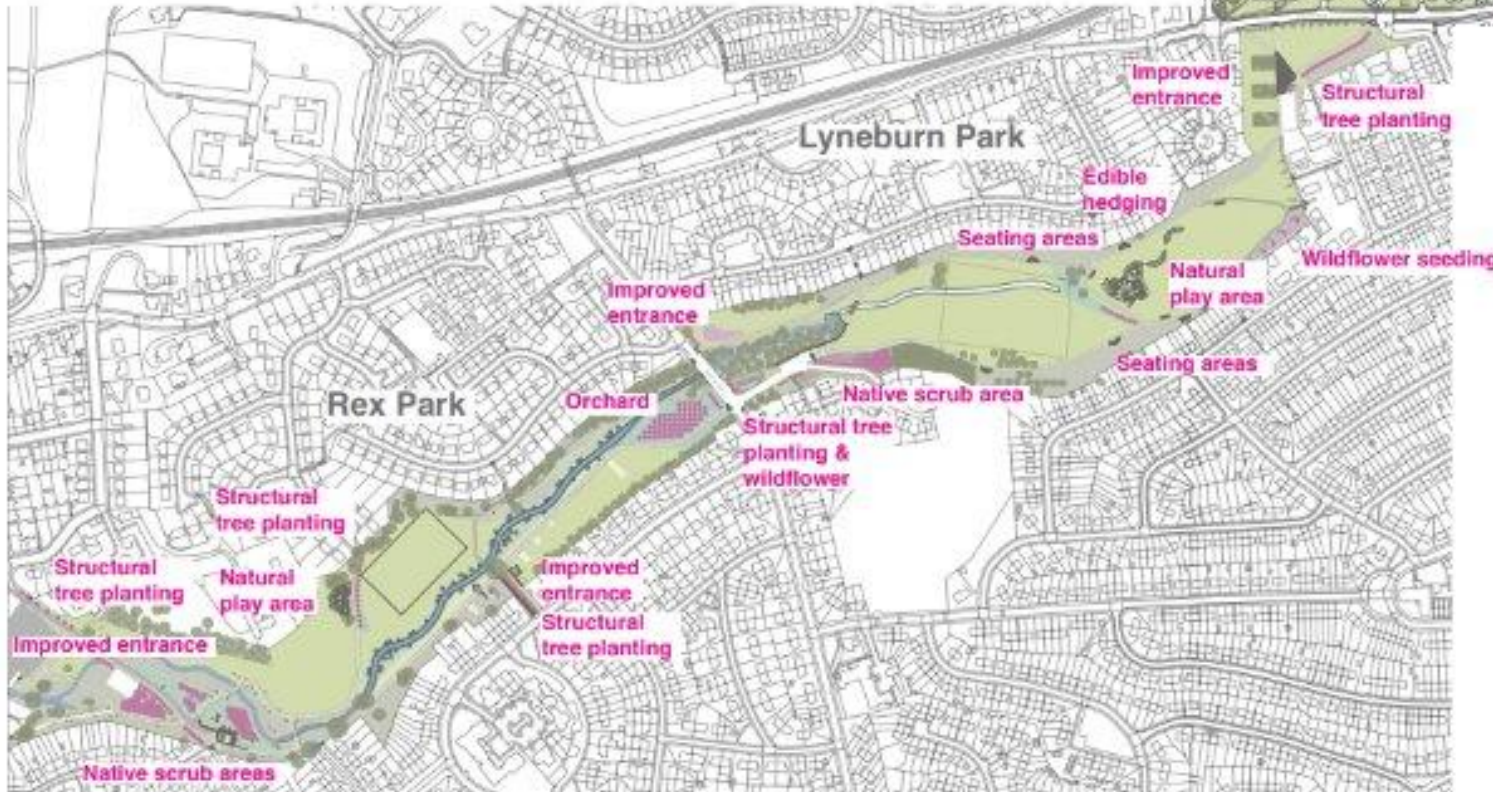 Improved
entrance
Structural
tree planting
Lyneburn Park
Edible
hedging
Seating areas
Wildflower seeding
Natural
play area
Improved
entrance
Seating areas
Native scrub area
Orchard
Rex Park
Structural tree
planting &
wildflower
Structural
tree planting
Structural
tree planting
Natural
play area
Improved
entrance
Structural
tree planting
Improved entrance
Native scrub areas